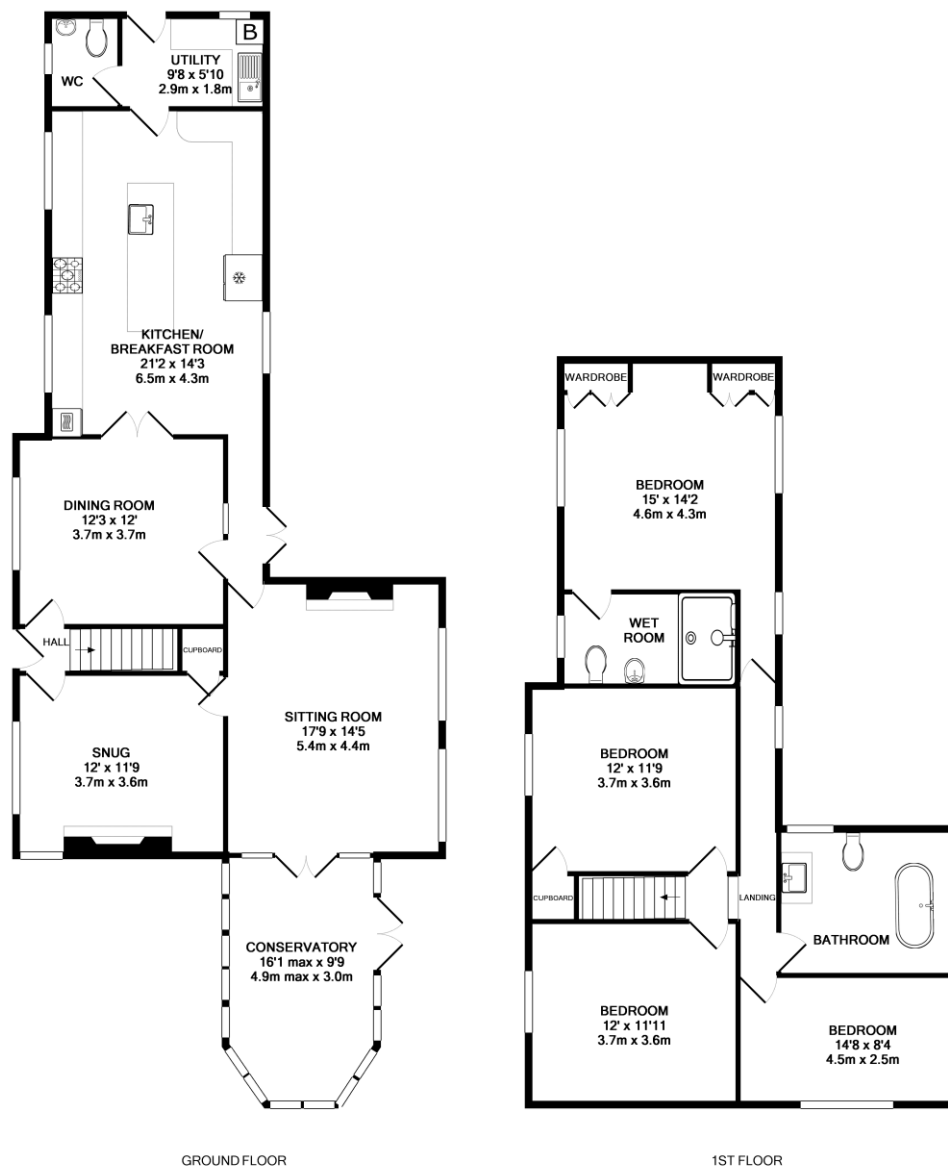 B
UTILITY
9'8 x 5'10
2.9m x 1.8m
WC
KITCHEN/
BREAKFAST ROOM
21'2 x 14'3
6.5m x 4.3m
DINING ROOM
12'3 x 12'
3.7m x 3.7m
HALL
CUPBOARD
SITTING ROOM
17'9 x 14'5
5.4m x 4.4m
SNUG
12' x 11'9
3.7m x 3.6m
CONSERVATORY
16'1 max x 9'9
4.9m max x 3.0m
GROUND FLOOR
WARDROBE
WARDROBE
BEDROOM
15' x 14'2
4.6m x 4.3m
WET
ROOM
BEDROOM
12' x 11'9
3.7m x 3.6m
CUPBOARD
LANDING
BATHROOM
BEDROOM
12' x 11'11
3.7m x 3.6m
BEDROOM
14'8 x 8'4
4.5m x 2.5m
1ST FLOOR